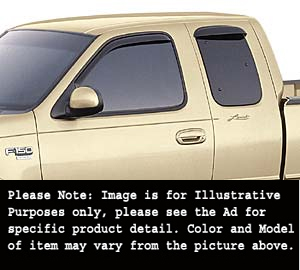 F150
Please Note: Image is for Illustrative
Purposes only, please see the Ad for
specific product detail. Color and Model
of item may vary from the picture above.